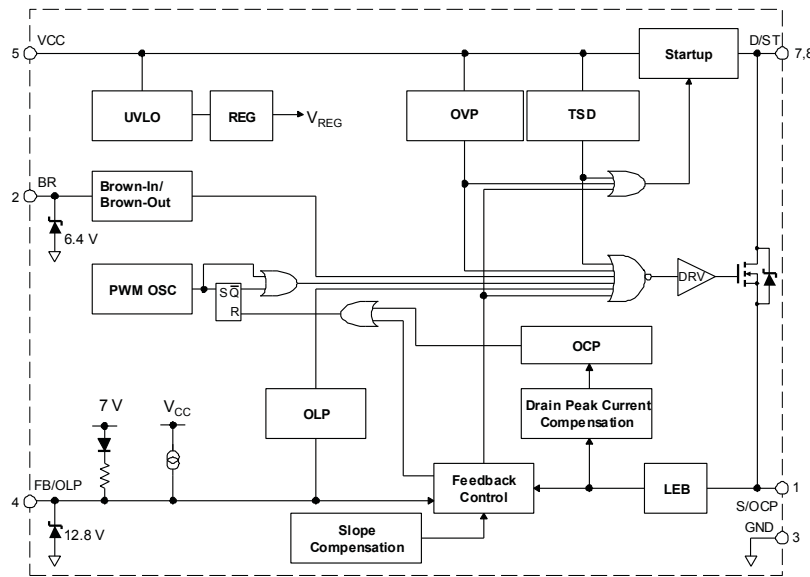 VCC
D/ST
5
7,8
Startup
UVLO
REG
VREG
OVP
TSD
BR
2
Brown-In/
Brown-Out
6.4 V
PWM OSC
S Q̅
R
DRV
OCP
7 V
VCC
OLP
Drain Peak Current
Compensation
FB/OLP
4
Feedback
Control
LEB
1
S/OCP
12.8 V
Slope
Compensation
GND
3